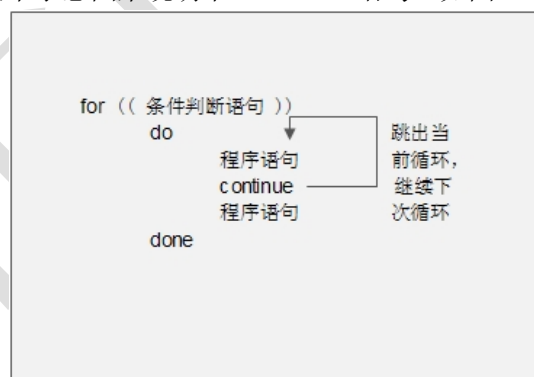 for (( 条件判断语句 ))
do
程序语句
continue
程序语句
done
跳出当
前循环，
继续下
次循环